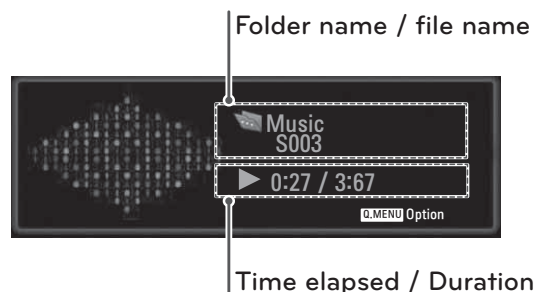 Folder name / file name
Music
S003
0:27 / 3:67
Q.MENU Option
Time elapsed / Duration